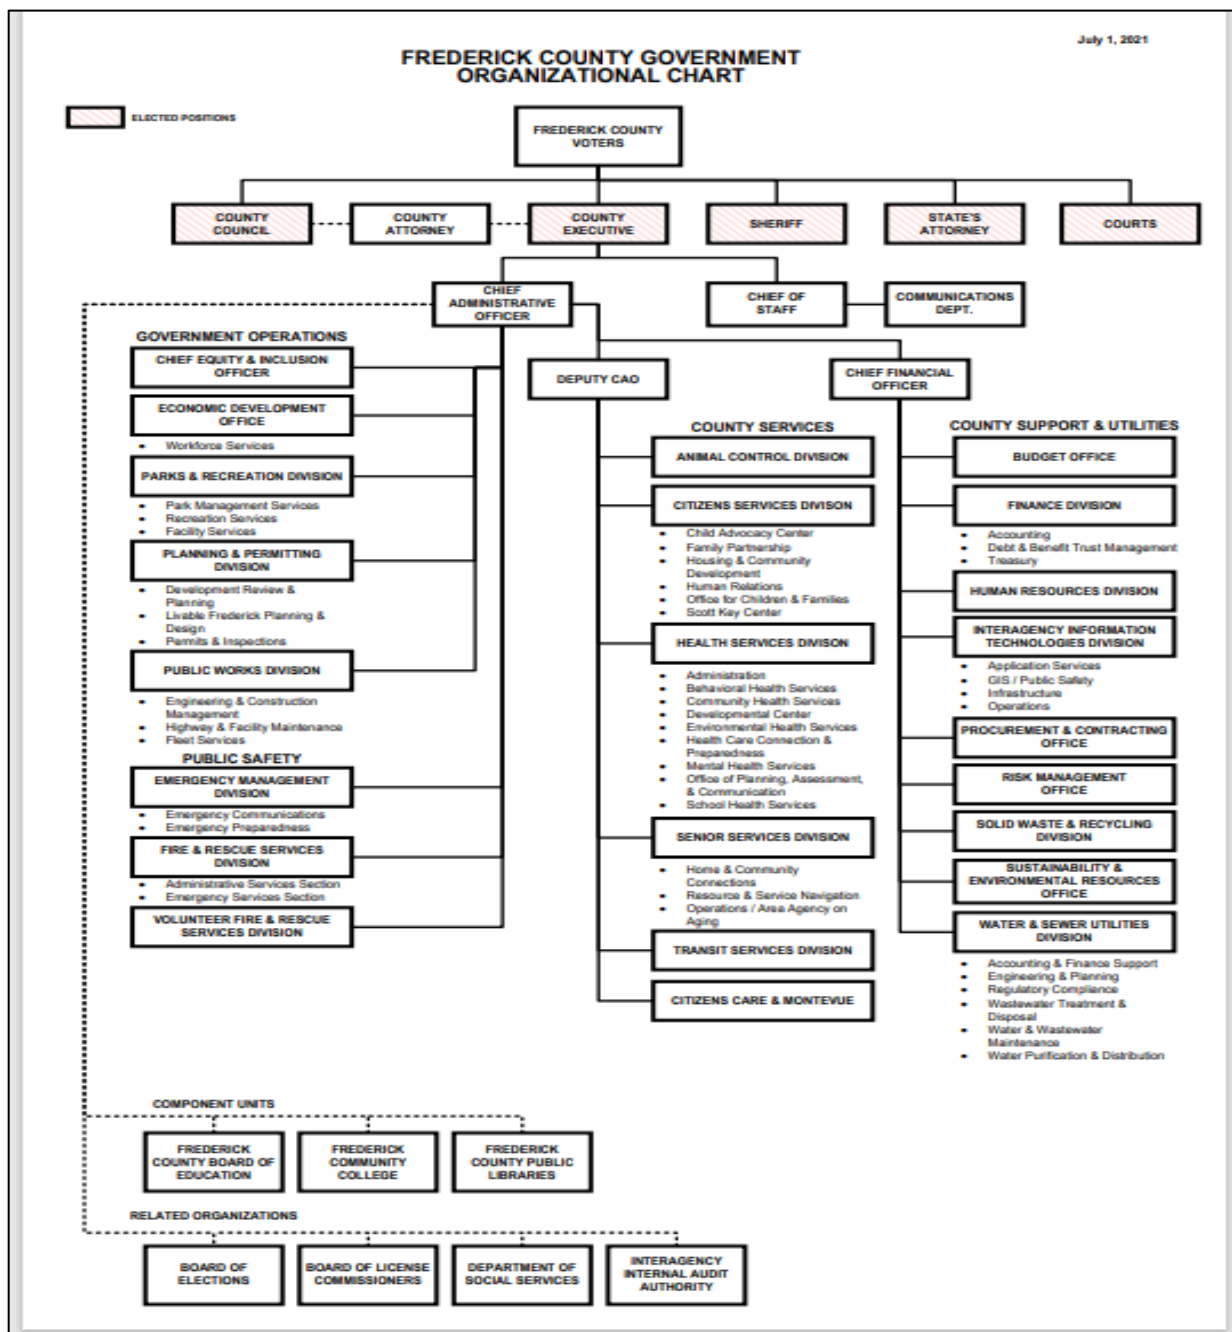 July 1, 2021
FREDERICK COUNTY GOVERNMENT
ORGANIZATIONAL CHART
ELECTED POSITIONS
FREDERICK COUNTY
VOTERS
COUNTY
COUNCIL
COUNTY
ATTORNEY
COUNTY
EXECUTIVE
SHERIFF
STATE'S
ATTORNEY
COURTS
CHIEF
ADMINISTRATIVE
OFFICER
CHIEF OF
STAFF
COMMUNICATIONS
DEPT.
DEPUTY CAO
CHIEF FINANCIAL
OFFICER
GOVERNMENT OPERATIONS
CHIEF EQUITY & INCLUSION
OFFICER
ECONOMIC DEVELOPMENT
OFFICE
• Workforce Services
PARKS & RECREATION DIVISION
• Park Management Services
• Recreation Services
• Facility Services
PLANNING & PERMITTING
DIVISION
• Development Review &
Planning
• Livable Frederick Planning &
Design
• Permits & Inspections
PUBLIC WORKS DIVISION
• Engineering & Construction
Management
• Highway & Facility Maintenance
• Fleet Services
PUBLIC SAFETY
EMERGENCY MANAGEMENT
DIVISION
• Emergency Communications
• Emergency Preparedness
FIRE & RESCUE SERVICES
DIVISION
• Administrative Services Section
• Emergency Services Section
VOLUNTEER FIRE & RESCUE
SERVICES DIVISION
COUNTY SERVICES
ANIMAL CONTROL DIVISION
CITIZENS SERVICES DIVISON
• Child Advocacy Center
• Family Partnership
• Housing & Community
Development
• Human Relations
• Office for Children & Families
• Scott Key Center
HEALTH SERVICES DIVISON
• Administration
• Behavioral Health Services
• Community Health Services
• Developmental Center
• Environmental Health Services
• Health Care Connection &
Preparedness
• Mental Health Services
• Office of Planning, Assessment,
& Communication
• School Health Services
SENIOR SERVICES DIVISION
• Home & Community
Connections
• Resource & Service Navigation
• Operations / Area Agency on
Aging
TRANSIT SERVICES DIVISION
CITIZENS CARE & MONTEVUE
COUNTY SUPPORT & UTILITIES
BUDGET OFFICE
FINANCE DIVISION
• Accounting
• Debt & Benefit Trust Management
• Treasury
HUMAN RESOURCES DIVISION
INTERAGENCY INFORMATION
TECHNOLOGIES DIVISION
• Application Services
• GIS / Public Safety
• Infrastructure
• Operations
PROCUREMENT & CONTRACTING
OFFICE
RISK MANAGEMENT
OFFICE
SOLID WASTE & RECYCLING
DIVISION
SUSTAINABILITY &
ENVIRONMENTAL RESOURCES
OFFICE
WATER & SEWER UTILITIES
DIVISION
• Accounting & Finance Support
• Engineering & Planning
• Regulatory Compliance
• Wastewater Treatment &
Disposal
• Water & Wastewater
Maintenance
• Water Purification & Distribution
COMPONENT UNITS
FREDERICK
COUNTY BOARD OF
EDUCATION
FREDERICK
COMMUNITY
COLLEGE
FREDERICK
COUNTY PUBLIC
LIBRARIES
RELATED ORGANIZATIONS
BOARD OF
ELECTIONS
BOARD OF LICENSE
COMMISSIONERS
DEPARTMENT OF
SOCIAL SERVICES
INTERAGENCY
INTERNAL AUDIT
AUTHORITY